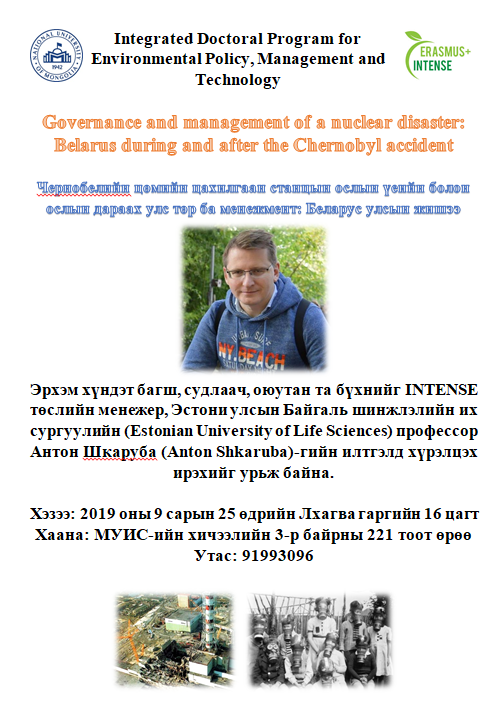 NATIONAL UNIVERSITY
OF MONGOLIA
1942
Integrated Doctoral Program for
Environmental Policy, Management and
Technology
ERASMUS+
INTENSE
Governance and management of a nuclear disaster:
Belarus during and after the Chernobyl accident
Чернобелийн цөмийн цахилгаан станцын ослын үеийн болон
ослын дараах улс төр ба менежмент: Беларус улсын жишээ
NY.BEACH
Эрхэм хүндэт багш, судлаач, оюутан та бүхнийг INTENSE
төслийн менежер, Эстони улсын Байгаль шинжлэлийн их
сургуулийн (Estonian University of Life Sciences) профессор
Антон Шкаруба (Anton Shkaruba)-гийн илтгэлд хүрэлцэх
ирэхийг урьж байна.
Хэзээ: 2019 оны 9 сарын 25 өдрийн Лхагва гаргийн 16 цагт
Хаана: МУИС-ийн хичээлийн 3-р байрны 221 тоот өрөө
Утас: 91993096